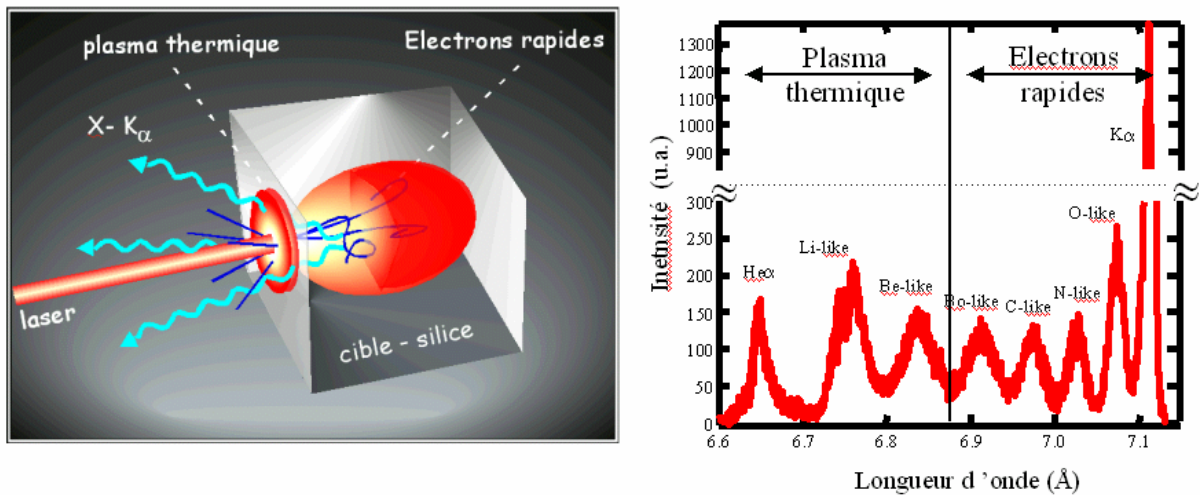 plasma thermique
Electrons rapides
X- Kα
laser
cible - silice
Inetnsité (u.a.)
1300
1200
1100
1000
900
300
250
200
150
100
50
0
Plasma
thermique
Electrons
rapides
Kα
≈ ≈
Heα
Li-like
Be-like
Bo-like
C-like
N-like
O-like
6.6 6.7 6.8 6.9 7.0 7.1
Longueur d ’onde (Å)